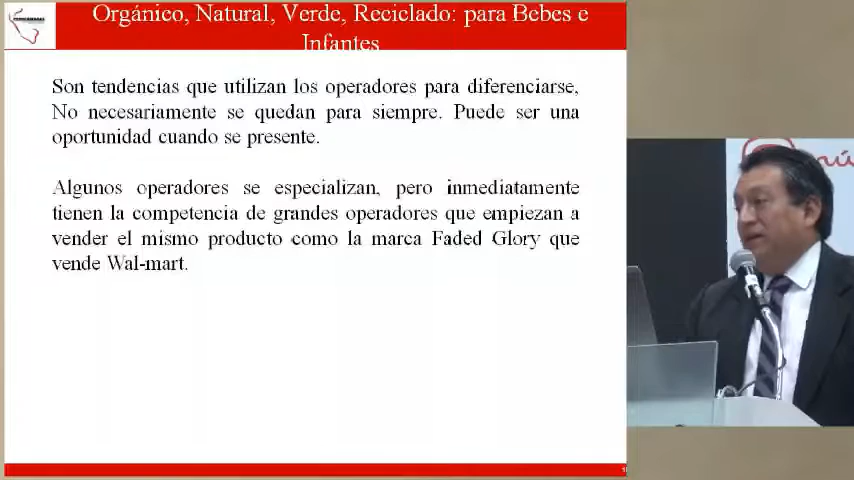 PERUCAMARAS
Orgánico, Natural, Verde, Reciclado: para Bebes e
Infantes
Son tendencias que utilizan los operadores para diferenciarse,
No necesariamente se quedan para siempre. Puede ser una
oportunidad cuando se presente.
Algunos operadores se especializan, pero inmediatamente
tienen la competencia de grandes operadores que empiezan a
vender el mismo producto como la marca Faded Glory que
vende Wal-mart.